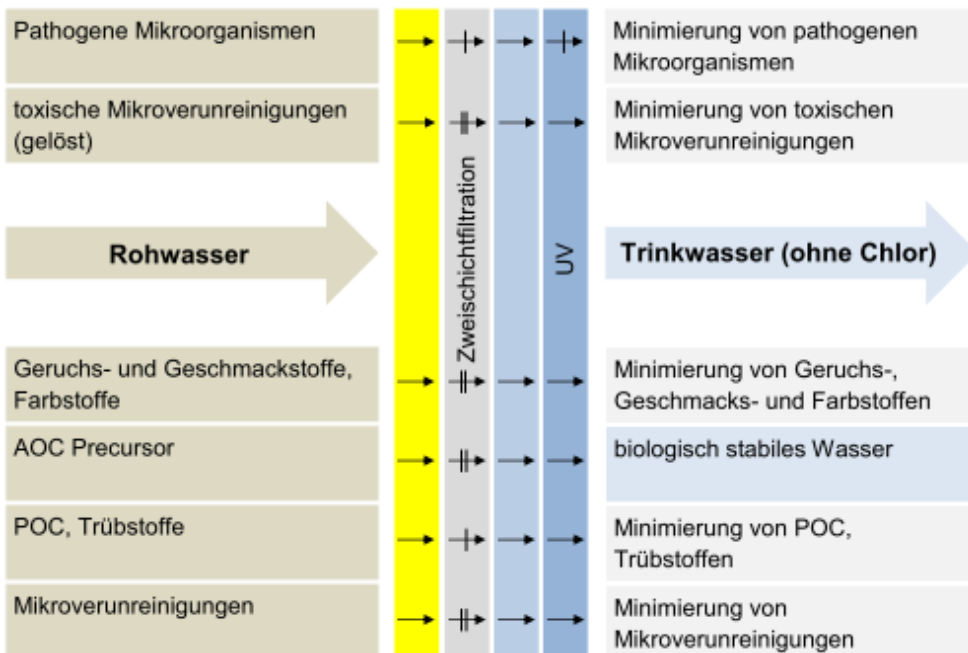 Pathogene Mikroorganismen
Minimierung von pathogenen
Mikroorganismen
toxische Mikroverunreinigungen
(gelöst)
Minimierung von toxischen
Mikroverunreinigungen
Rohwasser
Zweischichtfiltration
UV
Trinkwasser (ohne Chlor)
Geruchs- und Geschmackstoffe,
Farbstoffe
Minimierung von Geruchs-,
Geschmacks- und Farbstoffen
AOC Precursor
biologisch stabiles Wasser
POC, Trübstoffe
Minimierung von POC,
Trübstoffen
Mikroverunreinigungen
Minimierung von
Mikroverunreinigungen